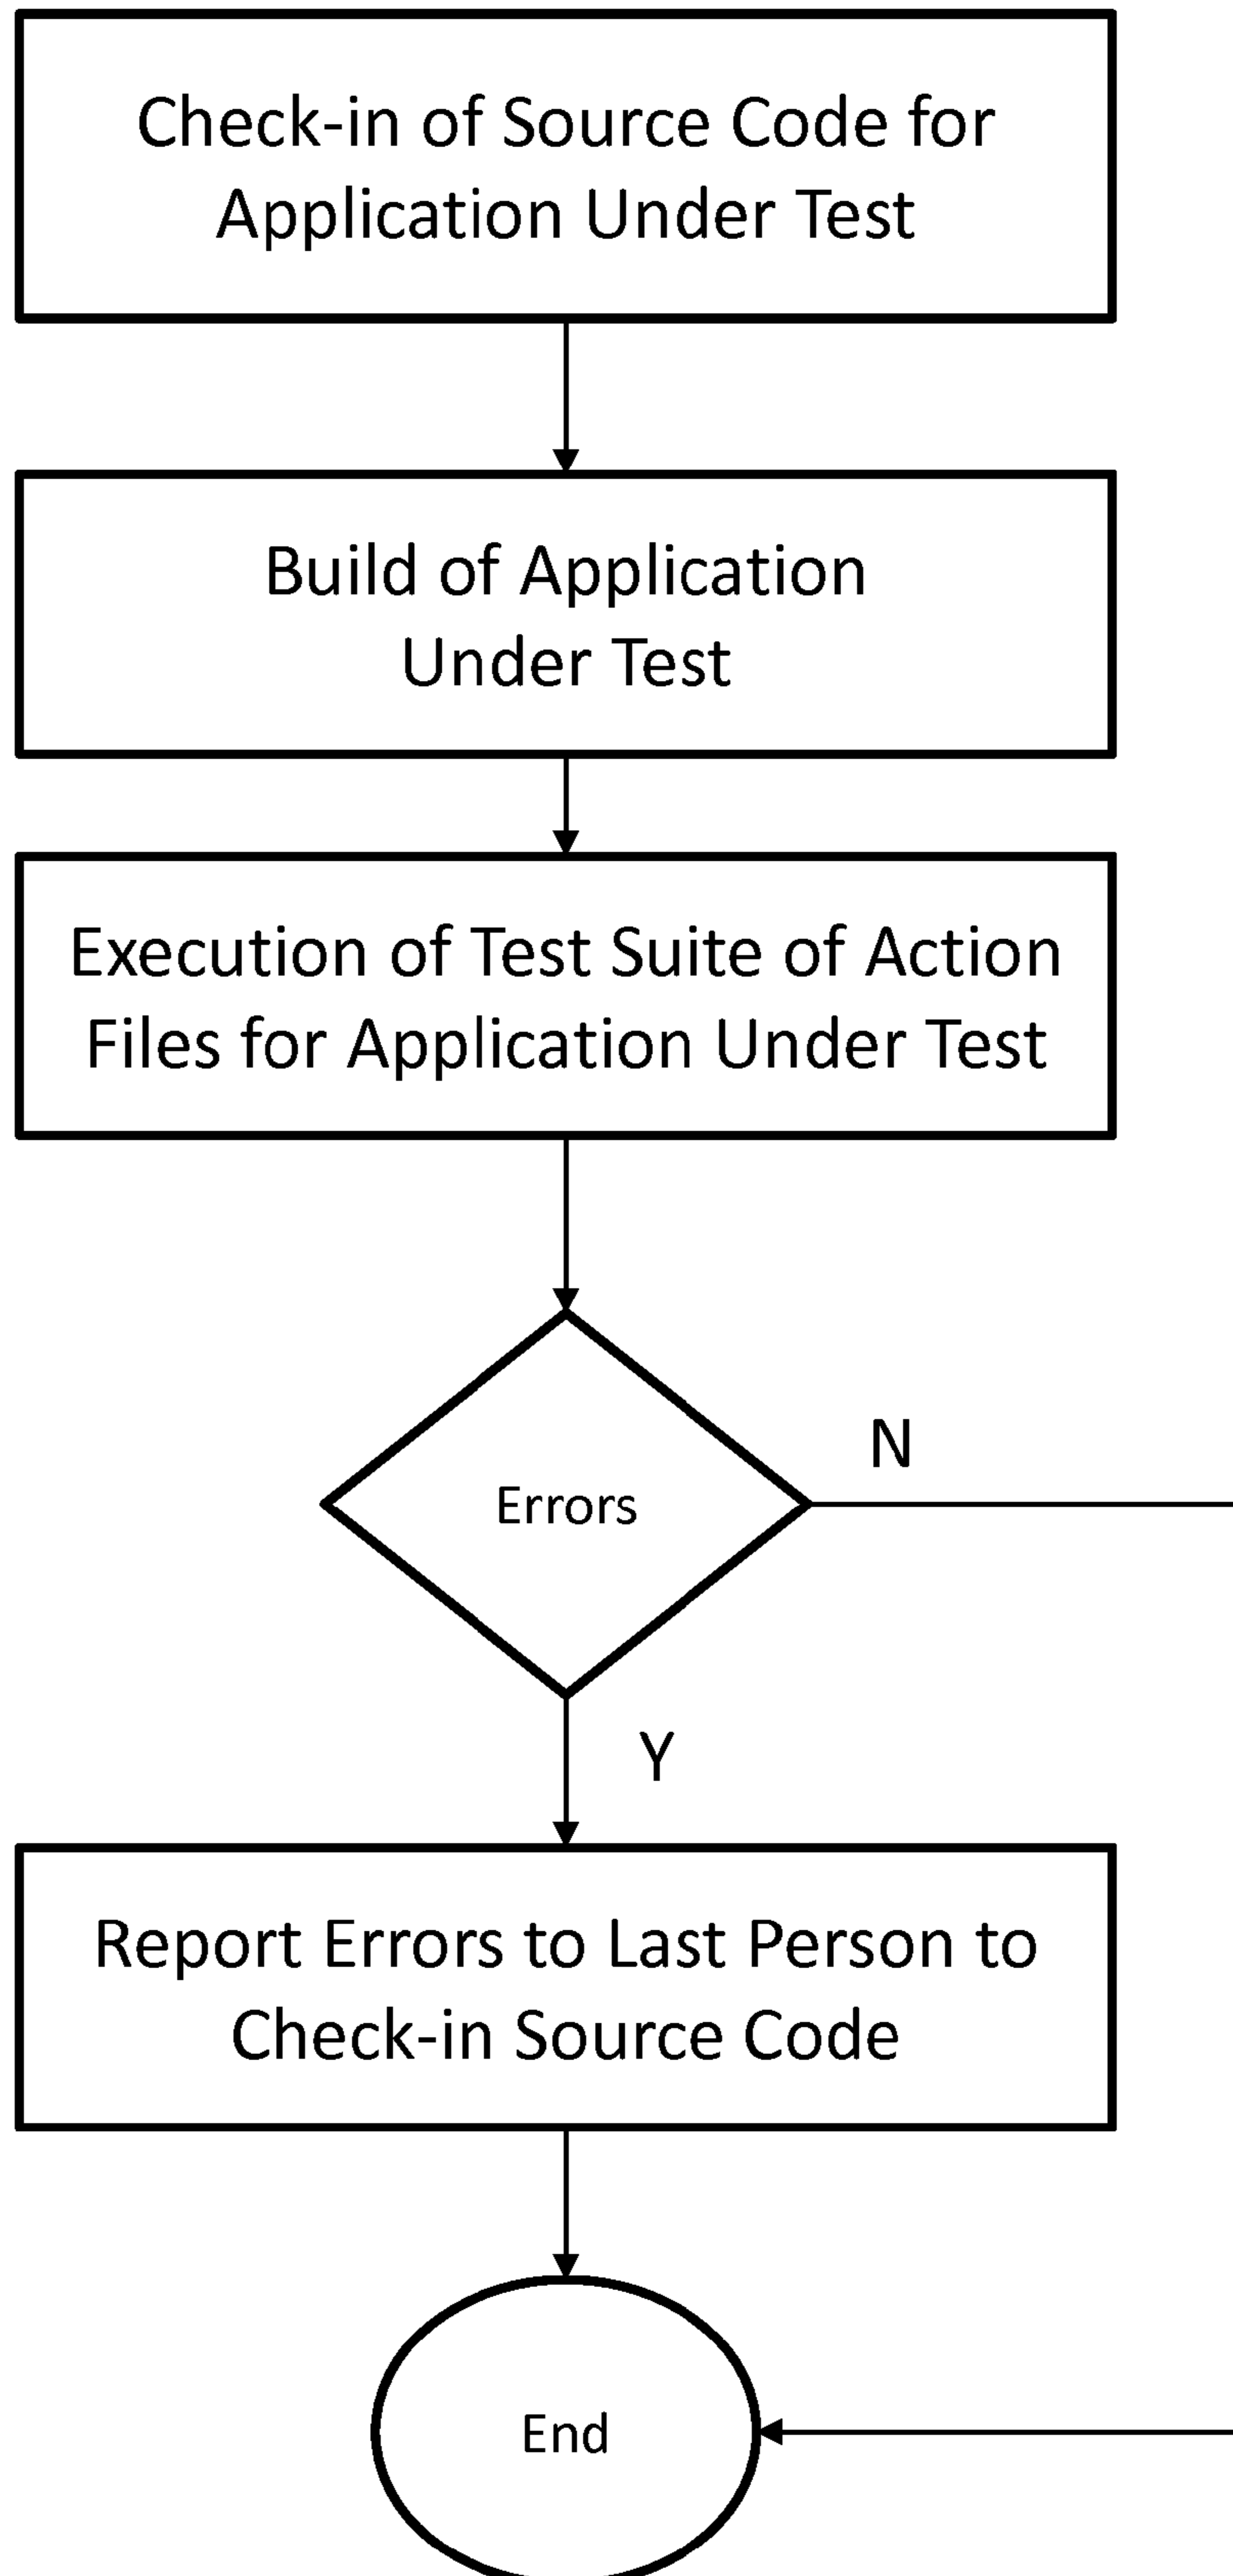 Check-in of Source Code for
Application Under Test
Build of Application
Under Test
Execution of Test Suite of Action
Files for Application Under Test
Errors
N
Y
Report Errors to Last Person to
Check-in Source Code
End